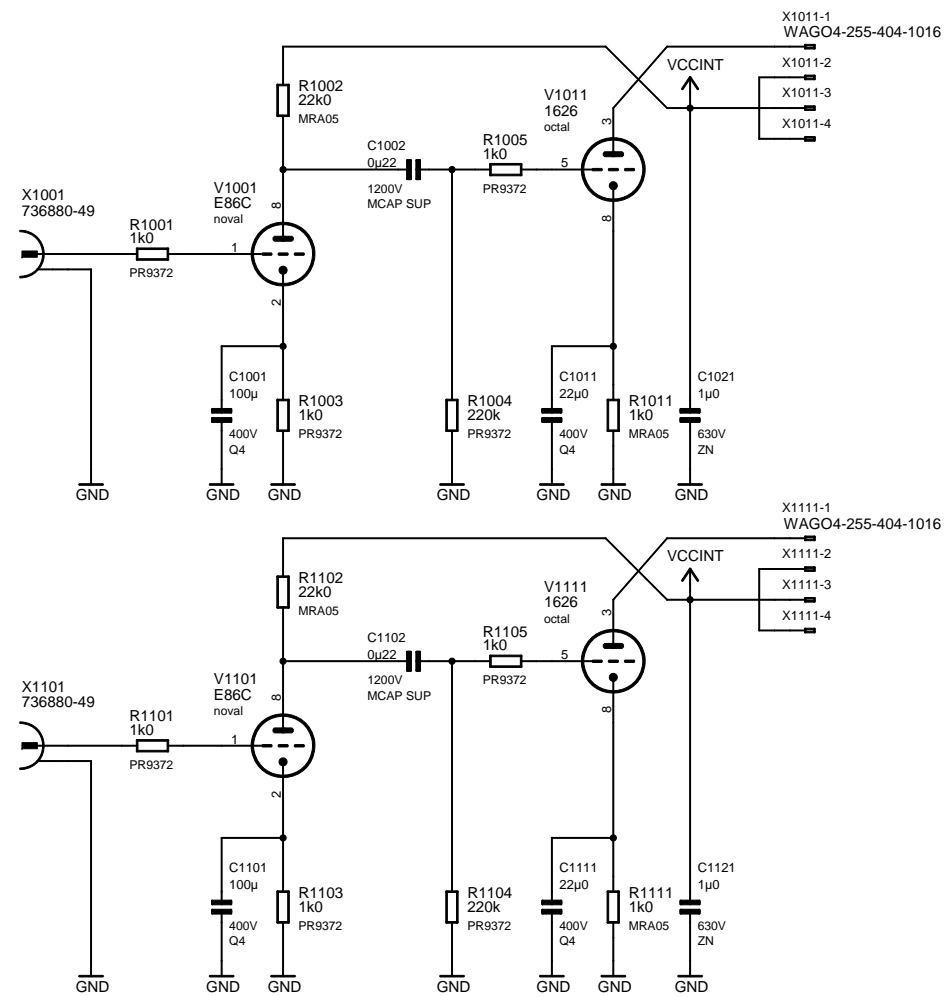 X1011-1
WAGO4-255-404-1016
X1011-2
VCCINT
X1011-3
X1011-4
R1002
22k0
MRA05
V1011
1626
octal
3
C1002
0µ22
1200V
MCAP SUP
R1005
1k0
PR9372
5
8
X1001
736880-49
V1001
E86C
noval
8
R1001
1k0
PR9372
1
2
C1001
100µ
400V
Q4
R1003
1k0
PR9372
R1004
220k
PR9372
C1011
22µ0
400V
Q4
R1011
1k0
MRA05
C1021
1µ0
630V
ZN
GND
GND
GND
GND
GND
GND
GND
X1111-1
WAGO4-255-404-1016
X1111-2
VCCINT
X1111-3
X1111-4
R1102
22k0
MRA05
V1111
1626
octal
3
C1102
0µ22
1200V
MCAP SUP
R1105
1k0
PR9372
5
8
X1101
736880-49
V1101
E86C
noval
8
R1101
1k0
PR9372
1
2
C1101
100µ
400V
Q4
R1103
1k0
PR9372
R1104
220k
PR9372
C1111
22µ0
400V
Q4
R1111
1k0
MRA05
C1121
1µ0
630V
ZN
GND
GND
GND
GND
GND
GND
GND